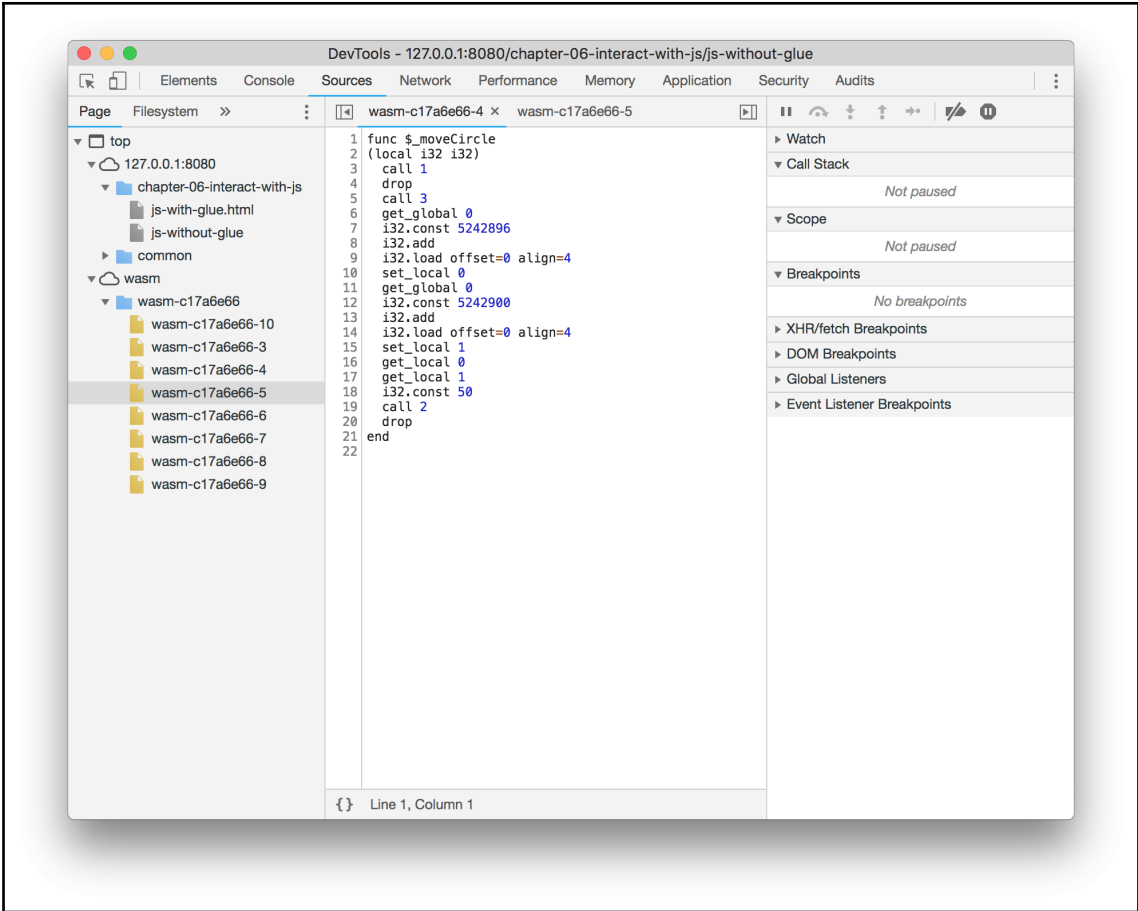 DevTools - 127.0.0.1:8080/chapter-06-interact-with-js/js-without-glue
Elements Console Sources Network Performance Memory Application Security Audits
Page Filesystem »
top
127.0.0.1:8080
chapter-06-interact-with-js
js-with-glue.html
js-without-glue
common
wasm
wasm-c17a6e66
wasm-c17a6e66-10
wasm-c17a6e66-3
wasm-c17a6e66-4
wasm-c17a6e66-5
wasm-c17a6e66-6
wasm-c17a6e66-7
wasm-c17a6e66-8
wasm-c17a6e66-9
wasm-c17a6e66-4 × wasm-c17a6e66-5
1 func $_moveCircle
2 (local i32 i32)
3 call 1
4 drop
5 call 3
6 get_global 0
7 i32.const 5242896
8 i32.add
9 i32.load offset=0 align=4
10 set_local 0
11 get_global 0
12 i32.const 5242900
13 i32.add
14 i32.load offset=0 align=4
15 set_local 1
16 get_local 0
17 get_local 1
18 i32.const 50
19 call 2
20 drop
21 end
22
{} Line 1, Column 1
Watch
Call Stack
Not paused
Scope
Not paused
Breakpoints
No breakpoints
XHR/fetch Breakpoints
DOM Breakpoints
Global Listeners
Event Listener Breakpoints